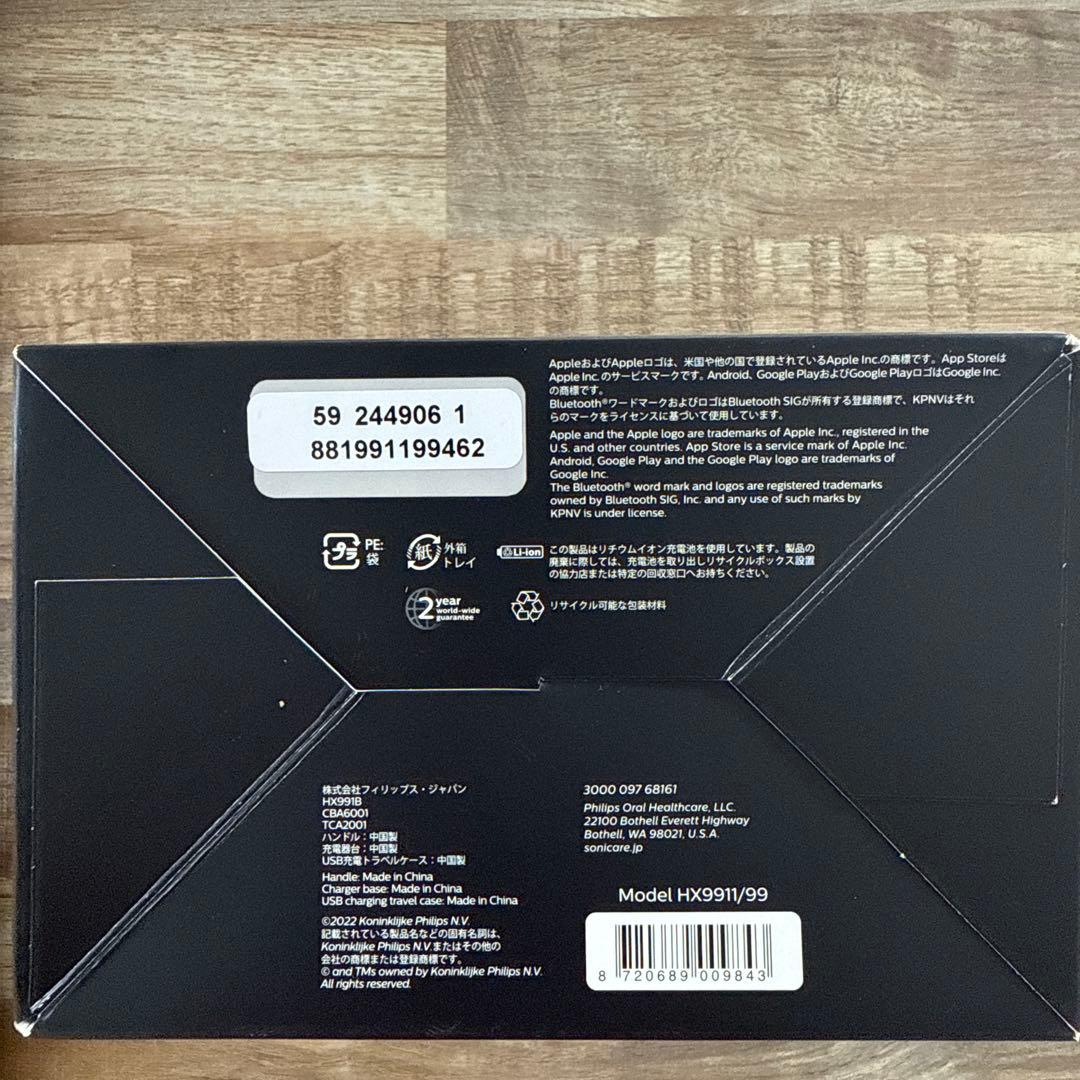 59 244906 1
881991199462
AppleおよびAppleロゴは、米国や他の国で登録されているApple Inc.の商標です。App Storeは
Apple Inc. のサービスマークです。Android、Google PlayおよびGoogle PlayロゴはGoogle Inc.
の商標です。
Bluetooth®ワードマークおよびロゴはBluetooth SIGが所有する登録商標で、KPNVはそれ
らのマークをライセンスに基づいて使用しています。
Apple and the Apple logo are trademarks of Apple Inc., registered in the
U.S. and other countries. App Store is a service mark of Apple Inc.
Android, Google Play and the Google Play logo are trademarks of
Google Inc.
The Bluetooth® word mark and logos are registered trademarks
owned by Bluetooth SIG, Inc. and any use of such marks by
KPNV is under license.
プラ PE:
袋
紙 外箱
トレイ
Li-ion この製品はリチウムイオン充電池を使用しています。製品の
廃棄に際しては、充電池を取り出しリサイクルボックス設置
の協力店または特定の回収窓口へお持ちください。
2 year
world-wide
guarantee
リサイクル可能な包装材料
株式会社フィリップス・ジャパン
HX991B
CBA6001
TCA2001
ハンドル：中国製
充電器台：中国製
USB充電トラベルケース：中国製
Handle: Made in China
Charger base: Made in China
USB charging travel case: Made in China
©2022 Koninklijke Philips N.V.
記載されている製品名などの固有名詞は、
Koninklijke Philips N.V.またはその他の
会社の商標または登録商標です。
© and TMs owned by Koninklijke Philips N.V.
All rights reserved.
3000 097 68161
Philips Oral Healthcare, LLC.
22100 Bothell Everett Highway
Bothell, WA 98021, U.S.A.
sonicare.jp
Model HX9911/99
8 720689 009843